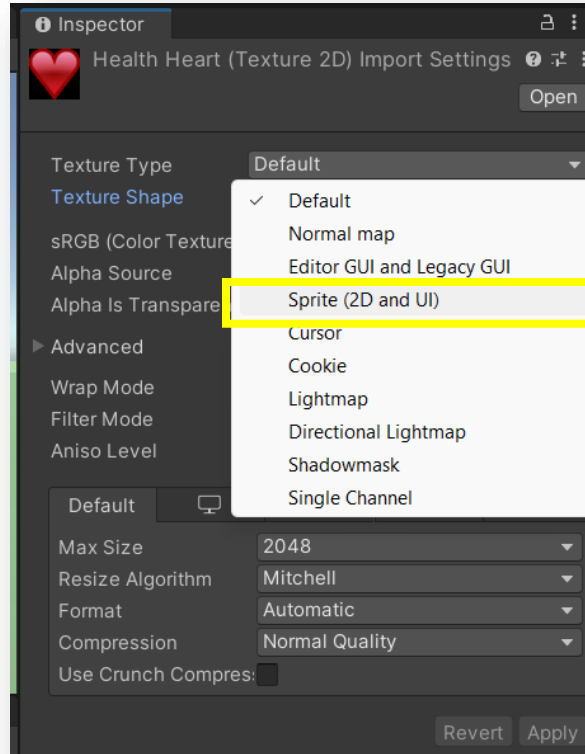 Inspector
Health Heart (Texture 2D) Import Settings
Open
Texture Type Default
Texture Shape
Default
Normal map
sRGB (Color Texture
Editor GUI and Legacy GUI
Alpha Source
Sprite (2D and UI)
Alpha Is Transpare
Cursor
Advanced
Cookie
Wrap Mode
Lightmap
Filter Mode
Directional Lightmap
Aniso Level
Shadowmask
Single Channel
Default
Max Size 2048
Resize Algorithm Mitchell
Format Automatic
Compression Normal Quality
Use Crunch Compres
Revert Apply